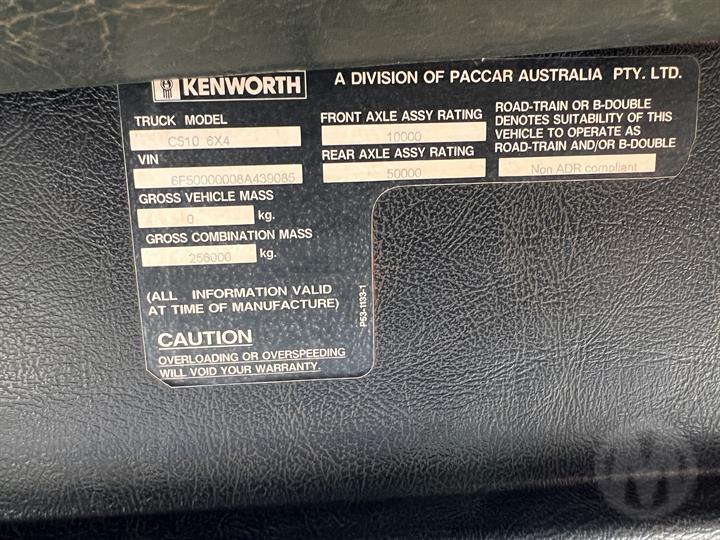 KENWORTH
A DIVISION OF PACCAR AUSTRALIA PTY. LTD.
TRUCK MODEL
C510 6X4
VIN
6F50000008A439085
GROSS VEHICLE MASS
0 kg.
GROSS COMBINATION MASS
256000 kg.
(ALL INFORMATION VALID
AT TIME OF MANUFACTURE)
CAUTION
OVERLOADING OR OVERSPEEDING
WILL VOID YOUR WARRANTY.
FRONT AXLE ASSY RATING
10000
REAR AXLE ASSY RATING
50000
ROAD-TRAIN OR B-DOUBLE
DENOTES SUITABILITY OF THIS
VEHICLE TO OPERATE AS
ROAD-TRAIN AND/OR B-DOUBLE
Non ADR compliant
P53-1133-1